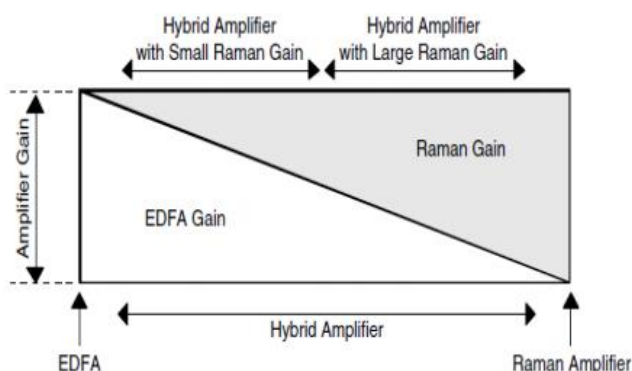 Hybrid Amplifier
with Small Raman Gain
Hybrid Amplifier
with Large Raman Gain
Amplifier Gain
Raman Gain
EDFA Gain
Hybrid Amplifier
EDFA
Raman Amplifier